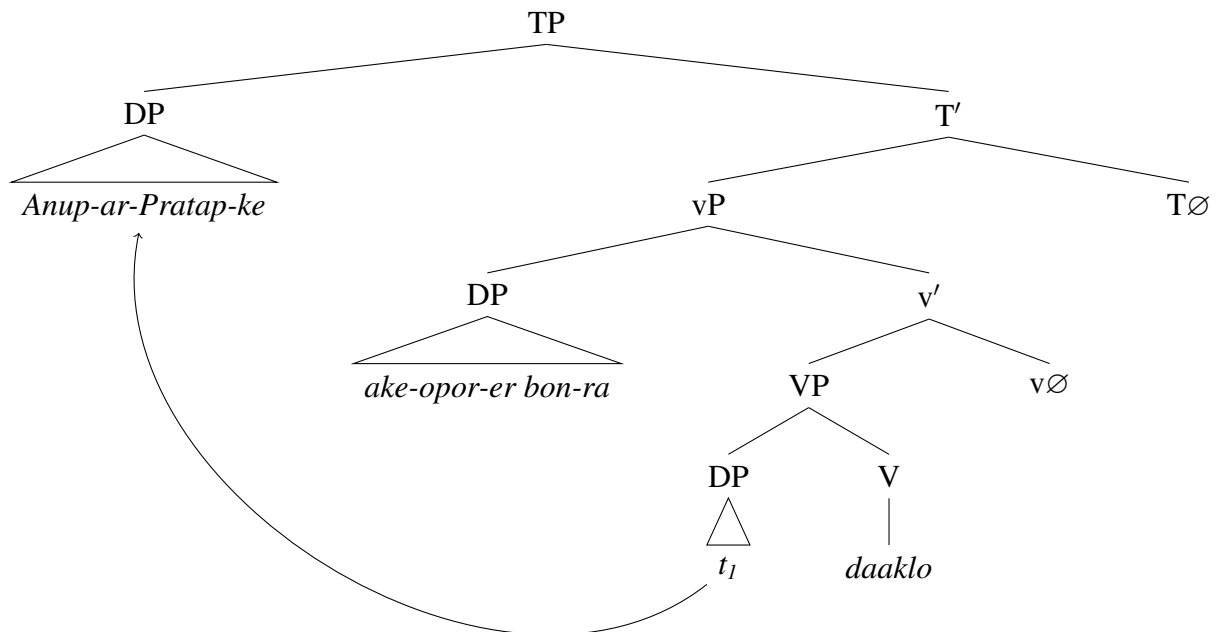 TP
DP T′
Anup-ar-Pratap-ke vP T∅
DP v′
ake-opor-er bon-ra VP v∅
DP V
t1 daaklo